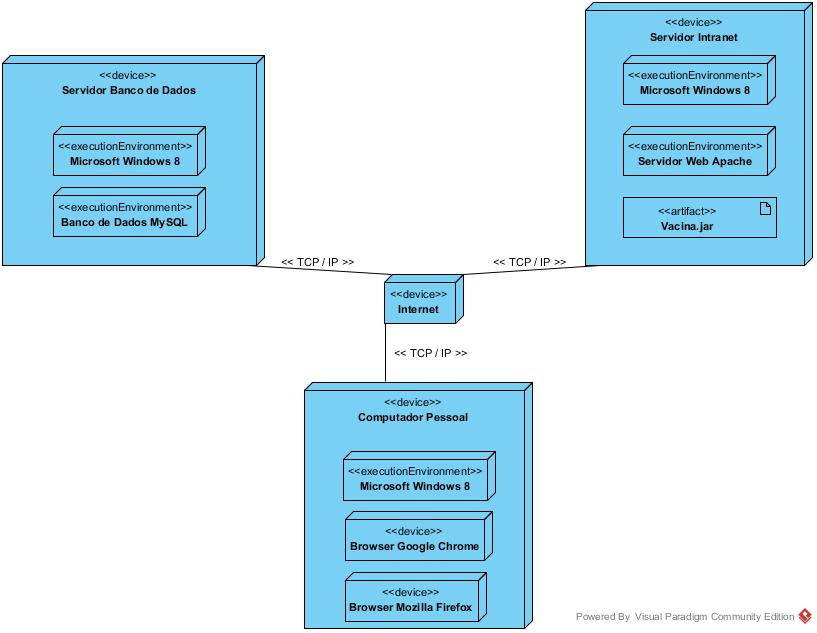 <<device>>
Servidor Banco de Dados
<<executionEnvironment>>
Microsoft Windows 8
<<executionEnvironment>>
Banco de Dados MySQL
<<device>>
Servidor Intranet
<<executionEnvironment>>
Microsoft Windows 8
<<executionEnvironment>>
Servidor Web Apache
<<artifact>>
Vacina.jar
<< TCP / IP >>
<< TCP / IP >>
<<device>>
Internet
<< TCP / IP >>
<<device>>
Computador Pessoal
<<executionEnvironment>>
Microsoft Windows 8
<<device>>
Browser Google Chrome
<<device>>
Browser Mozilla Firefox
Powered By Visual Paradigm Community Edition